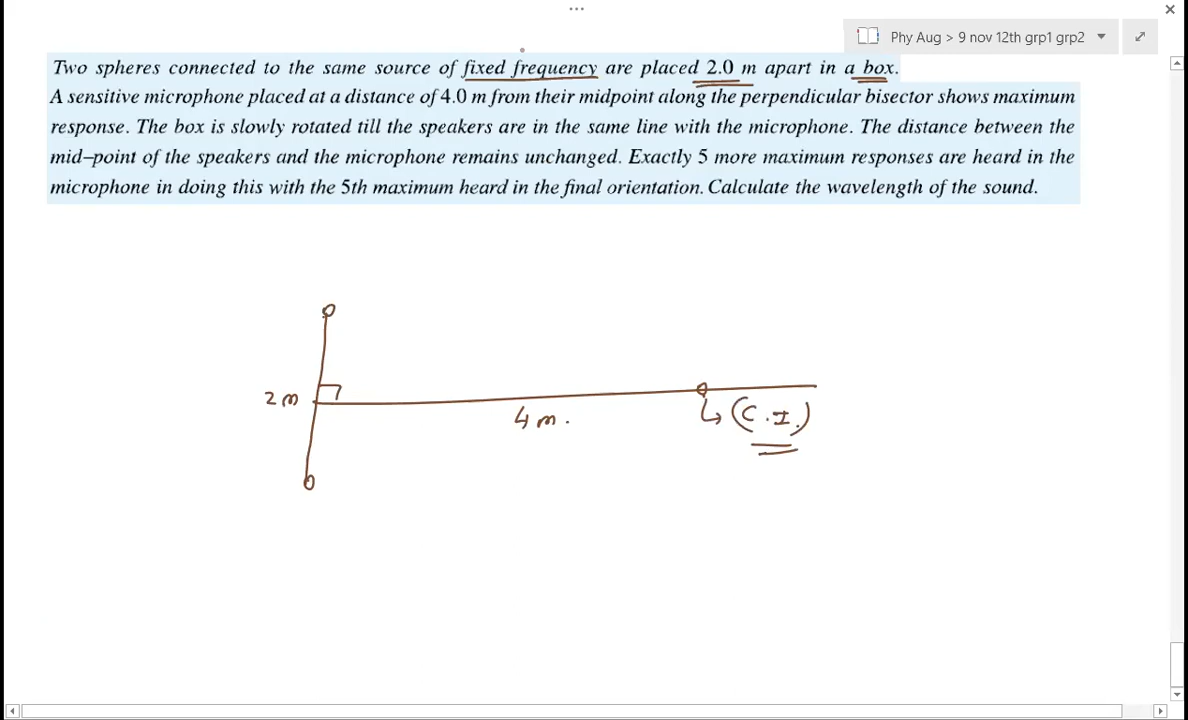 Phy Aug > 9 nov 12th grp1 grp2
Two spheres connected to the same source of fixed frequency are placed 2.0 m apart in a box.
A sensitive microphone placed at a distance of 4.0 m from their midpoint along the perpendicular bisector shows maximum
response. The box is slowly rotated till the speakers are in the same line with the microphone. The distance between the
mid–point of the speakers and the microphone remains unchanged. Exactly 5 more maximum responses are heard in the
microphone in doing this with the 5th maximum heard in the final orientation. Calculate the wavelength of the sound.
2 m
4 m.
(C.I.)